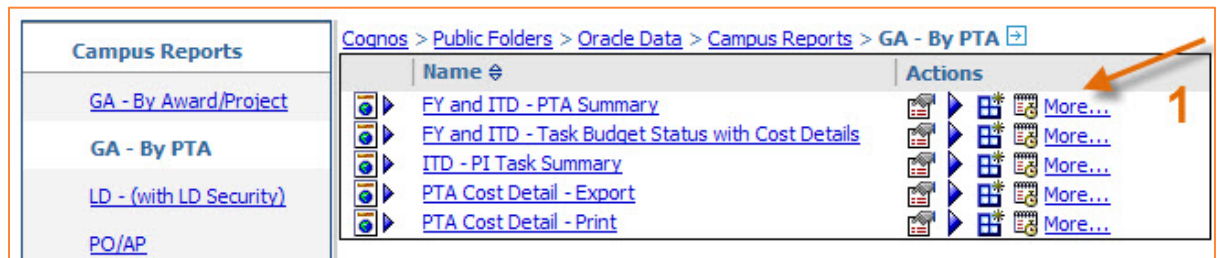 Campus Reports
GA - By Award/Project
GA - By PTA
LD - (with LD Security)
PO/AP
Cognos > Public Folders > Oracle Data > Campus Reports > GA - By PTA
Name Actions
FY and ITD - PTA Summary More...
FY and ITD - Task Budget Status with Cost Details More...
ITD - PI Task Summary More...
PTA Cost Detail - Export More...
PTA Cost Detail - Print More...
1